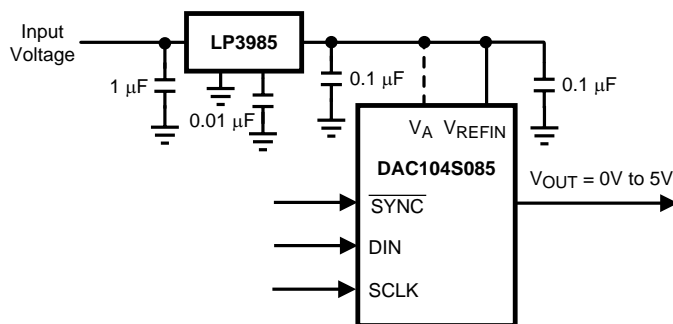 Input
Voltage
LP3985
1 μF
0.01 μF
0.1 μF
0.1 μF
VA VREFIN
DAC104S085
SYNC
DIN
SCLK
VOUT = 0V to 5V